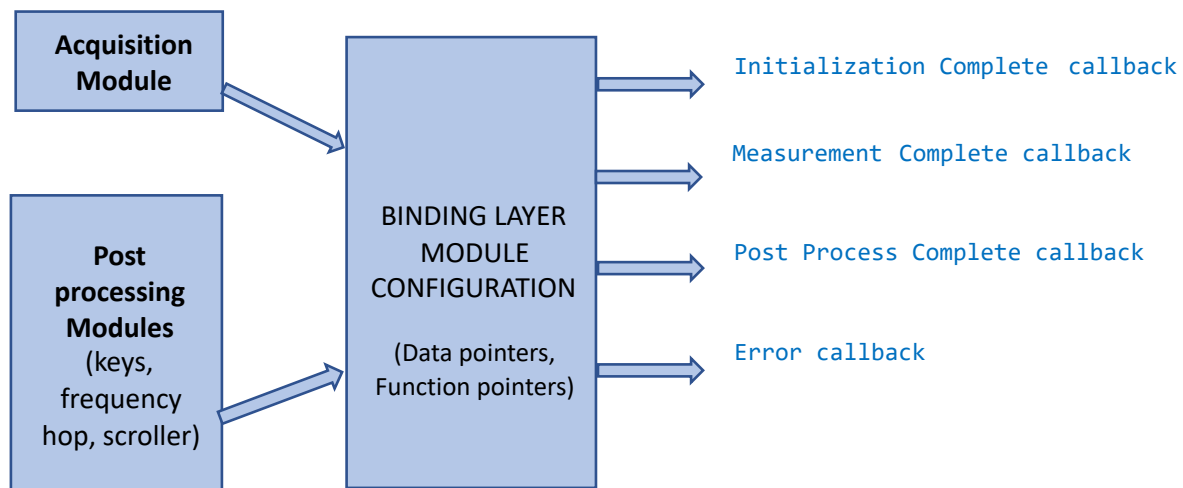 Acquisition
Module
Post
processing
Modules
(keys,
frequency
hop, scroller)
BINDING LAYER
MODULE
CONFIGURATION
(Data pointers,
Function pointers)
Initialization Complete callback
Measurement Complete callback
Post Process Complete callback
Error callback